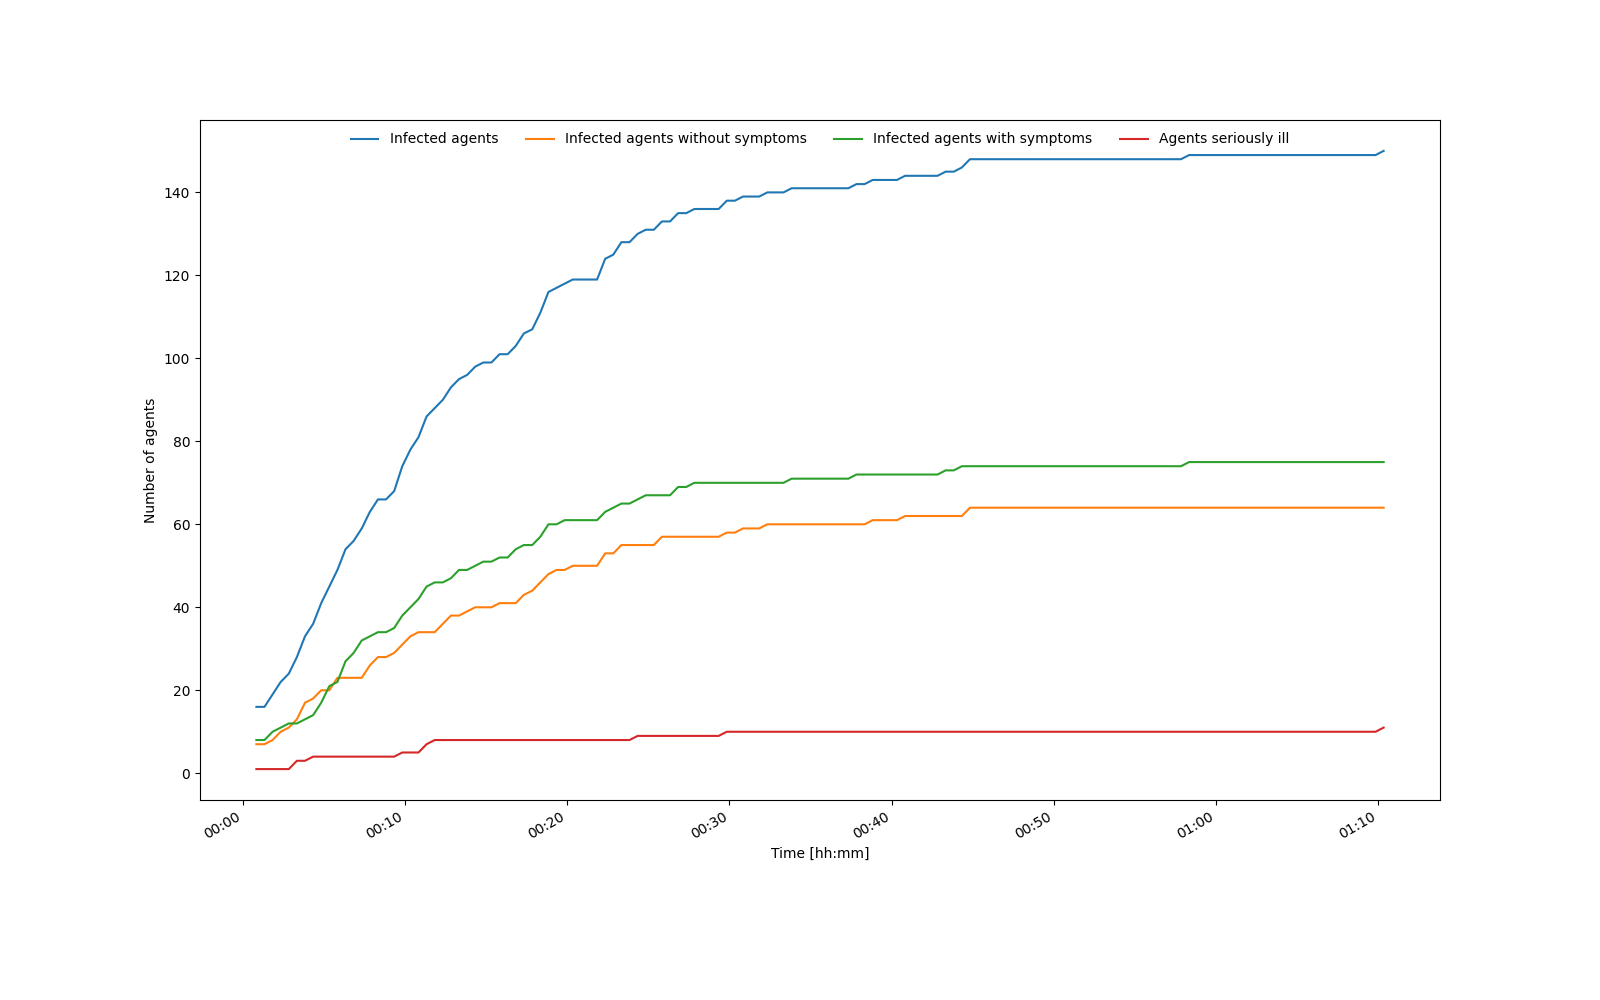 Infected agents Infected agents without symptoms Infected agents with symptoms Agents seriously ill
140
120
100
80
60
40
20
0
Number of agents
00:00 00:10 00:20 00:30 00:40 00:50 01:00 01:10
Time [hh:mm]